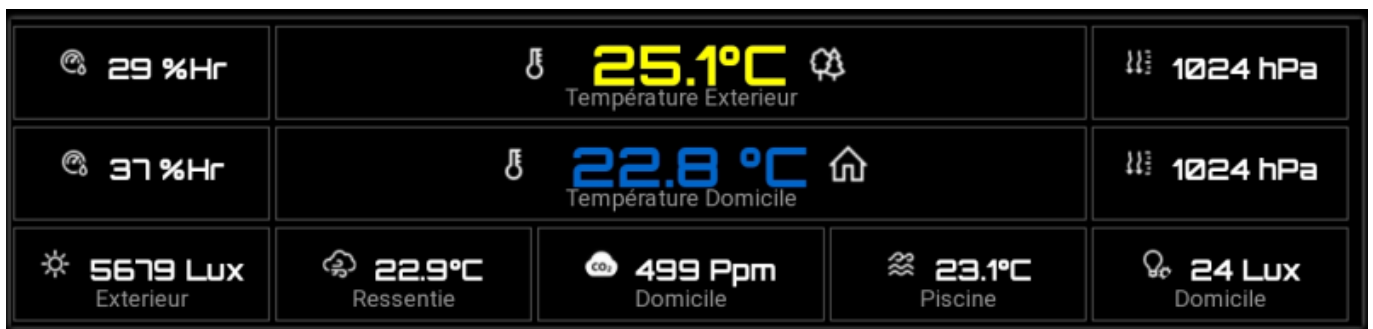 29 %Hr 25.1°C 1024 hPa
Température Exterieur
37 %Hr 22.8 °C 1024 hPa
Température Domicile
5679 Lux 22.9°C CO₂ 499 Ppm 23.1°C 24 Lux
Exterieur Ressentie Domicile Piscine Domicile